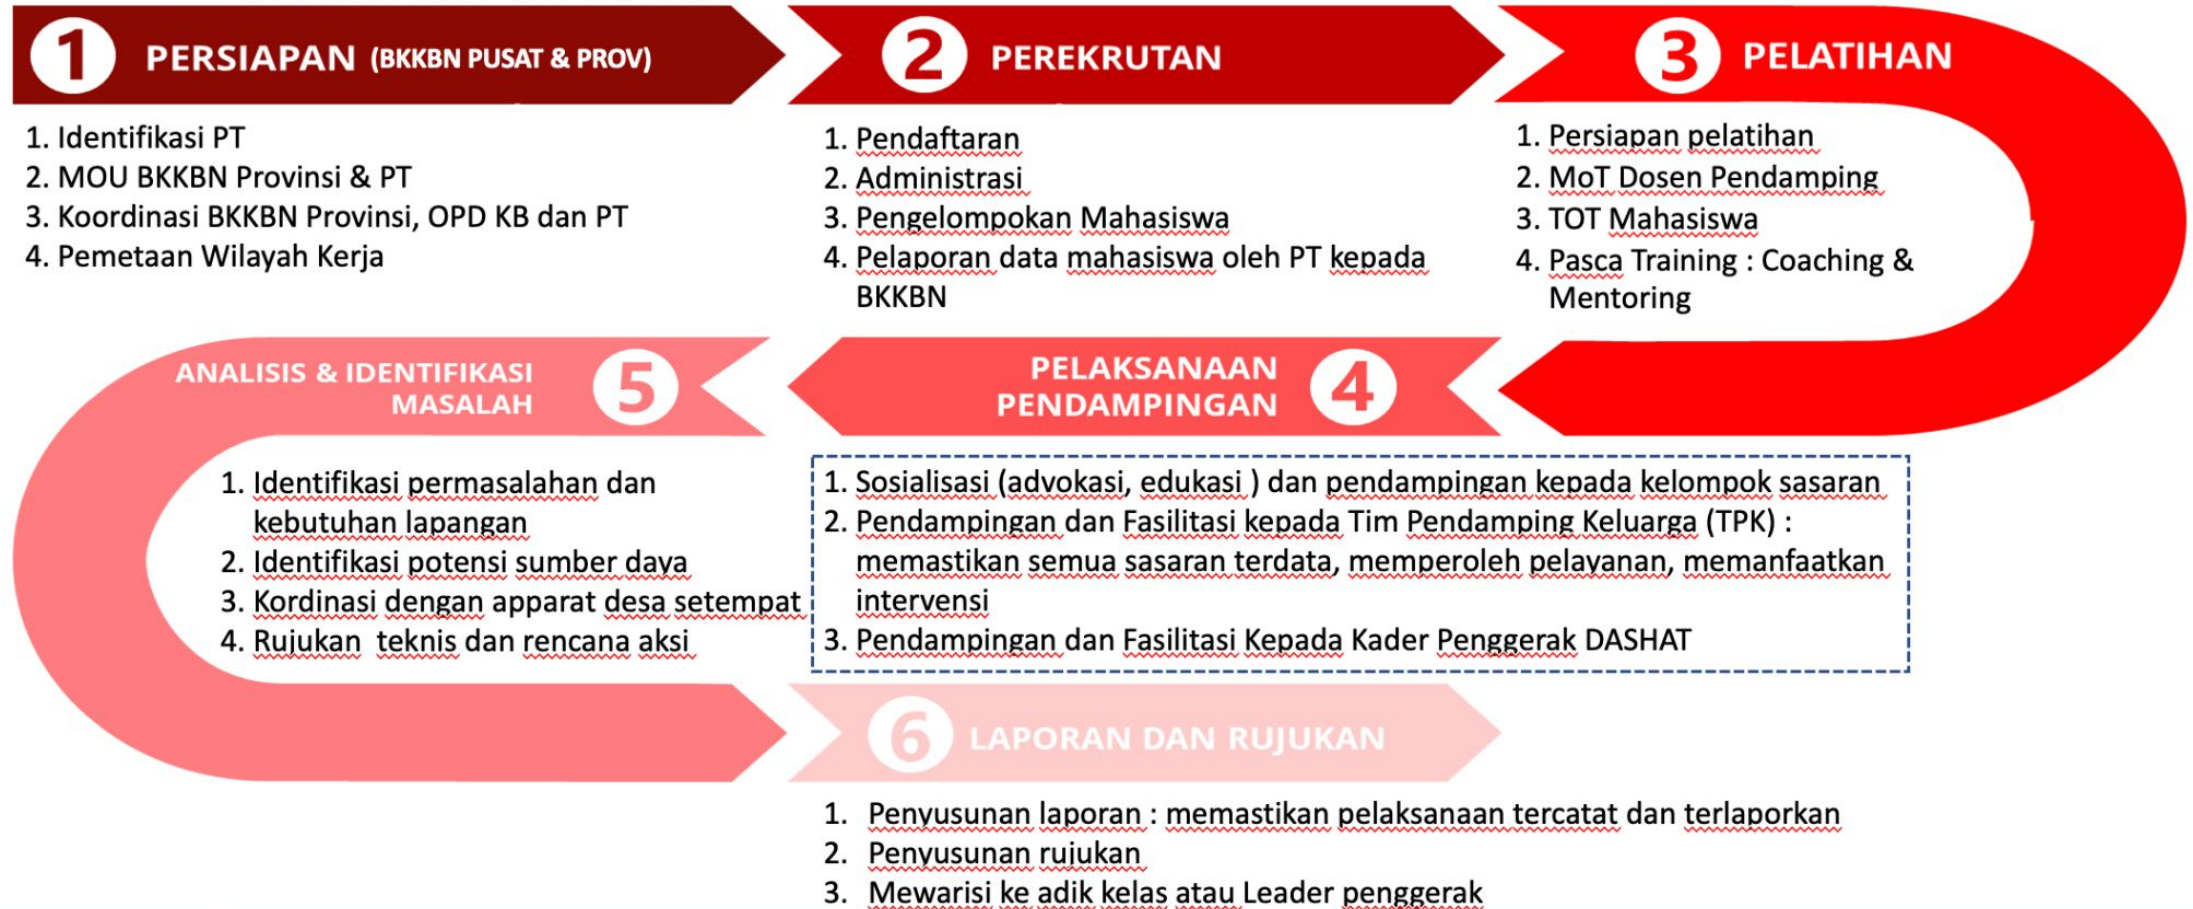 1 PERSIAPAN (BKKBN PUSAT & PROV)
1. Identifikasi PT
2. MOU BKKBN Provinsi & PT
3. Koordinasi BKKBN Provinsi, OPD KB dan PT
4. Pemetaan Wilayah Kerja
2 PEREKRUTAN
1. Pendaftaran
2. Administrasi
3. Pengelompokan Mahasiswa
4. Pelaporan data mahasiswa oleh PT kepada
BKKBN
3 PELATIHAN
1. Persiapan pelatihan
2. MoT Dosen Pendamping
3. TOT Mahasiswa
4. Pasca Training : Coaching &
Mentoring
PELAKSANAAN
PENDAMPINGAN 4
1. Sosialisasi (advokasi, edukasi ) dan pendampingan kepada kelompok sasaran
2. Pendampingan dan Fasilitasi kepada Tim Pendamping Keluarga (TPK) :
memastikan semua sasaran terdata, memperoleh pelayanan, memanfaatkan
intervensi
3. Pendampingan dan Fasilitasi Kepada Kader Penggerak DASHAT
ANALISIS & IDENTIFIKASI
MASALAH 5
1. Identifikasi permasalahan dan
kebutuhan lapangan
2. Identifikasi potensi sumber daya
3. Kordinasi dengan apparat desa setempat
4. Rujukan teknis dan rencana aksi
6 LAPORAN DAN RUJUKAN
1. Penyusunan laporan : memastikan pelaksanaan tercatat dan terlaporkan
2. Penyusunan rujukan
3. Mewarisi ke adik kelas atau Leader penggerak